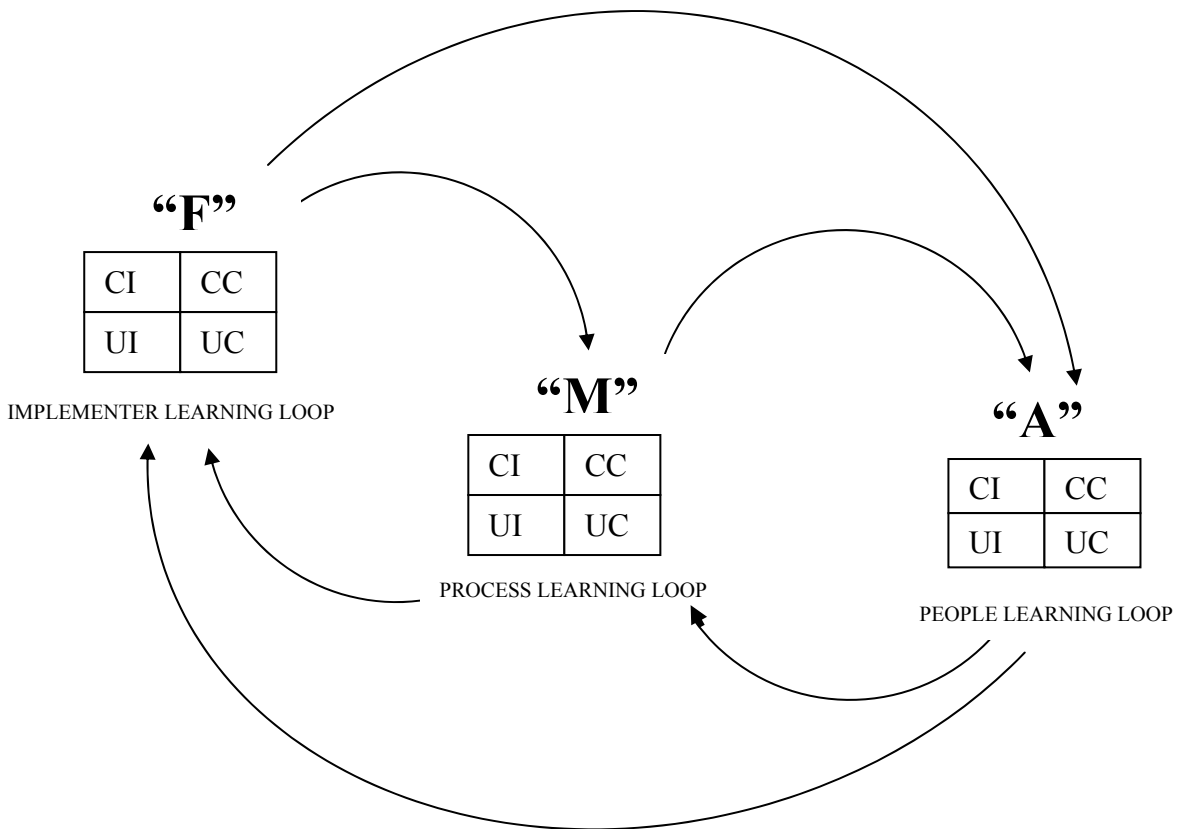 “F”
CI CC
UI UC
IMPLEMENTER LEARNING LOOP
“M”
CI CC
UI UC
PROCESS LEARNING LOOP
“A”
CI CC
UI UC
PEOPLE LEARNING LOOP